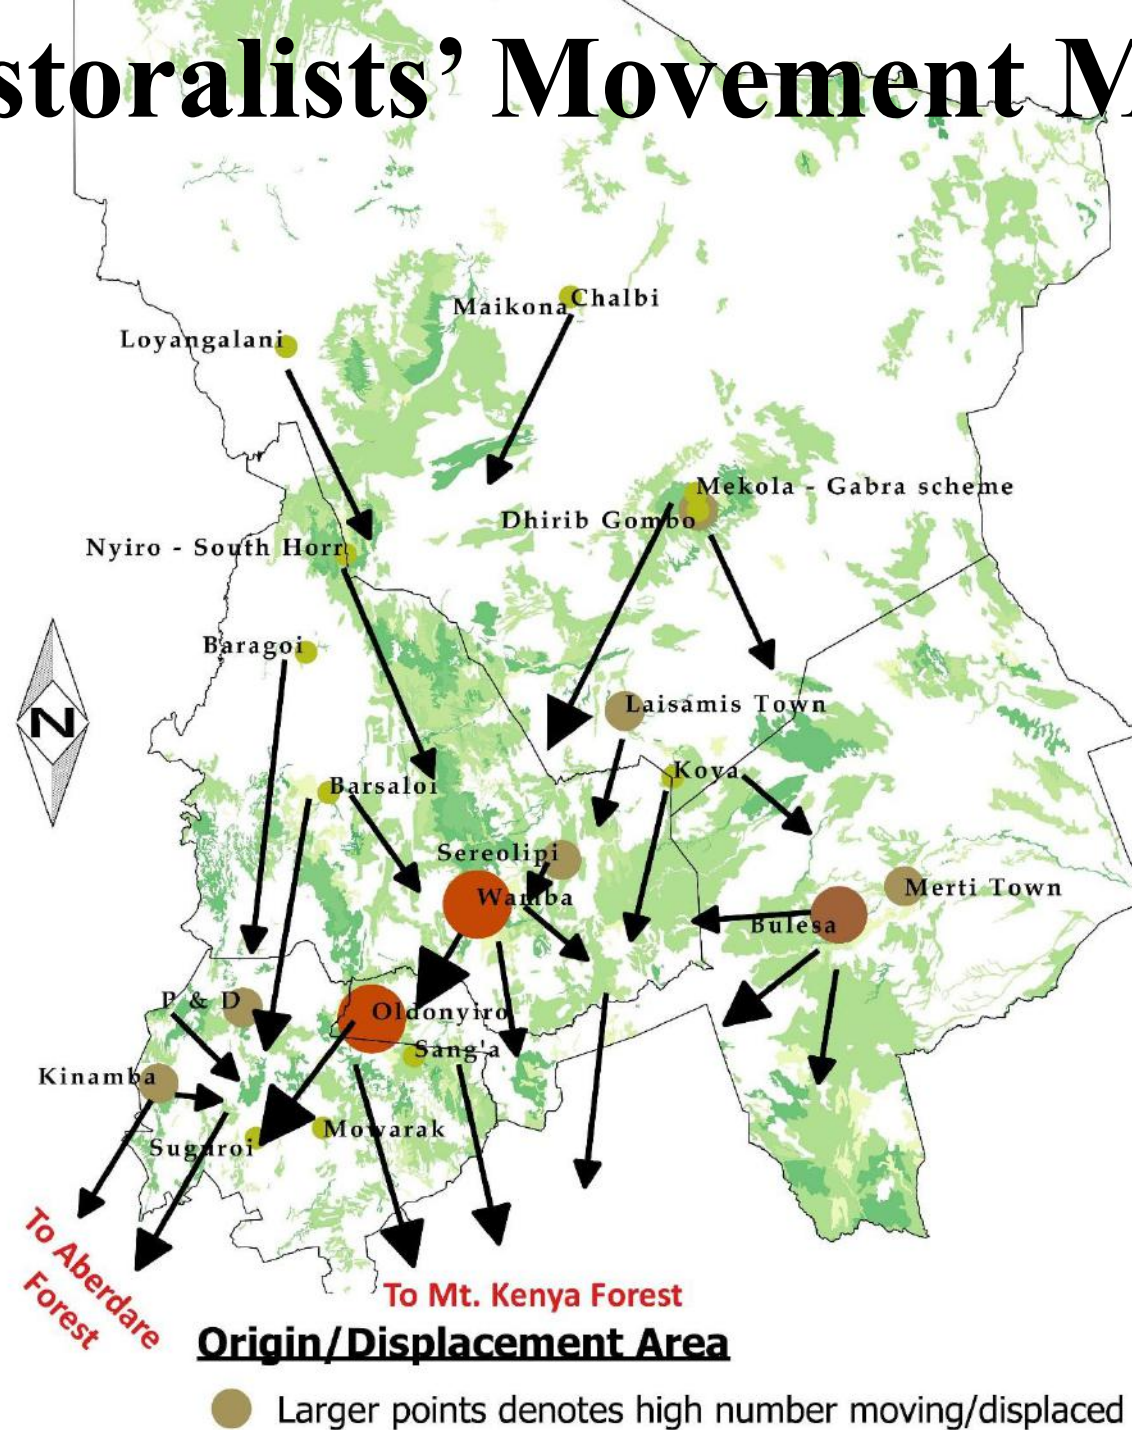 storalists’ Movement M
Chalbi
Maikona
Loyangalani
Mekola - Gabra scheme
Dhirib Gombo
Nyiro - South Horr
Baragoi
N
Laisamis Town
Kova
Barsaloi
Sereolipi
Wamba
Merti Town
Bulesa
P & D
Oldonyiro
Sang'a
Kinamba
Mowarak
Suguroi
To Aberdare
Forest
To Mt. Kenya Forest
Origin/Displacement Area
Larger points denotes high number moving/displaced